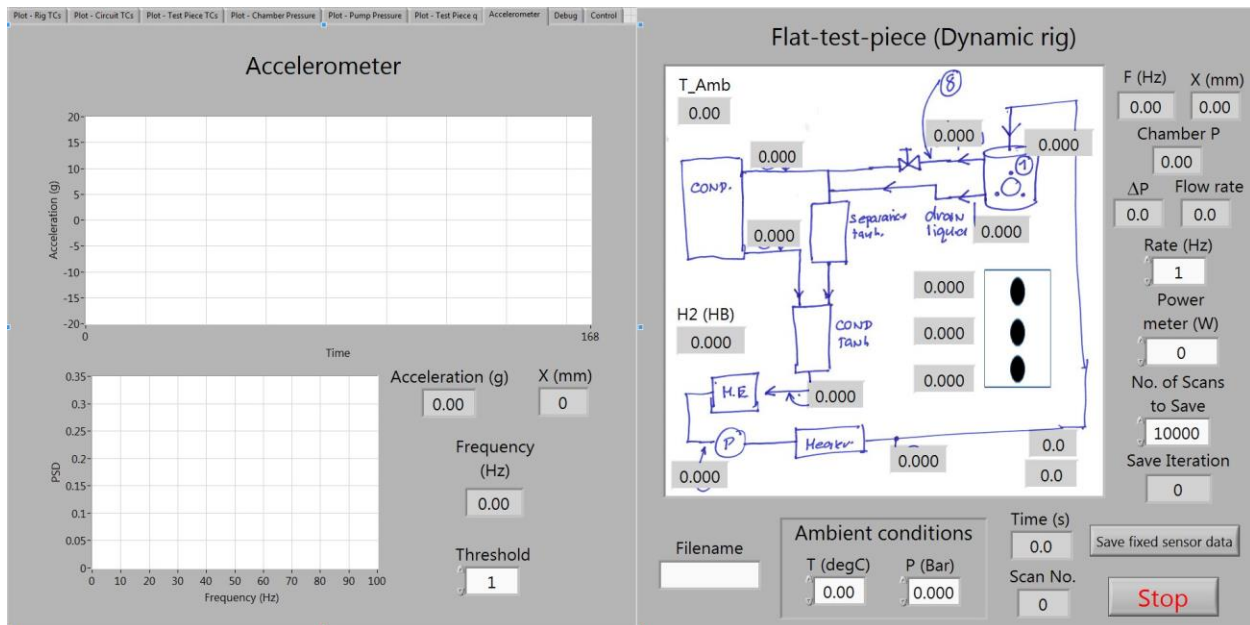 Plot - Rig TCs
Plot - Circuit TCs
Plot - Test Piece TCs
Plot - Chamber Pressure
Plot - Pump Pressure
Plot - Test Piece q
Accelerometer
Debug
Control
Accelerometer
20
15
10
5
0
-5
-10
-15
-20
Acceleration (g)
0
168
Time
0.35
0.3
0.25
0.2
0.15
0.1
0.05
0
PSD
0 10 20 30 40 50 60 70 80 90 100
Frequency (Hz)
Acceleration (g)
0.00
X (mm)
0
Frequency
(Hz)
0.00
Threshold
1
Flat-test-piece (Dynamic rig)
T_Amb
0.00
8
0.000
0.000
0.000
COND.
1
separation
tank.
drain
liquid
0.000
0.000
0.000
0.000
0.000
H2 (HB)
0.000
COND
TANK
H.E
0.000
P
Heater
0.000
0.000
0.0
0.0
F (Hz)
0.00
X (mm)
0.00
Chamber P
0.00
ΔP
0.0
Flow rate
0.0
Rate (Hz)
1
Power
meter (W)
0
No. of Scans
to Save
10000
Save Iteration
0
Filename
Ambient conditions
T (degC)
0.00
P (Bar)
0.000
Time (s)
0.0
Scan No.
0
Save fixed sensor data
Stop